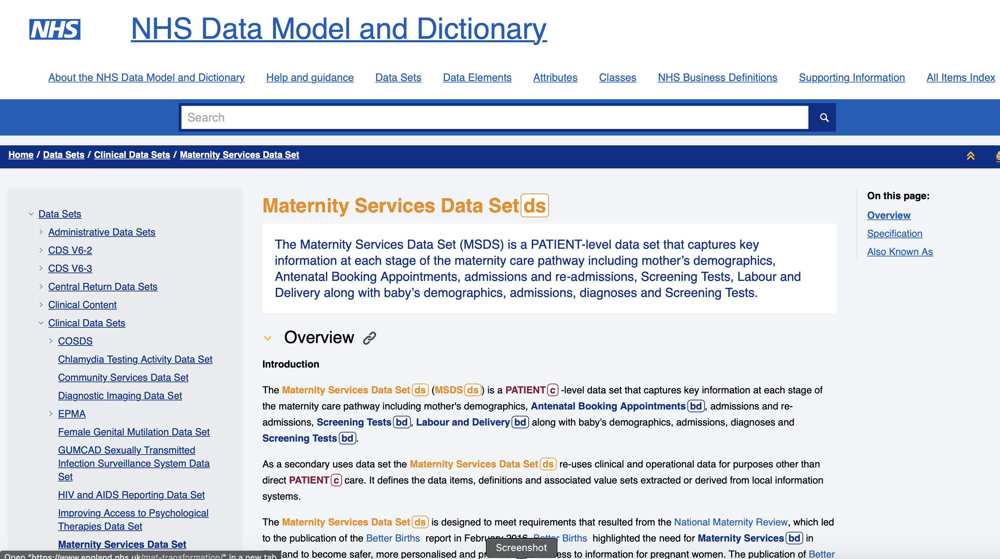 NHS
NHS Data Model and Dictionary
About the NHS Data Model and Dictionary Help and guidance Data Sets Data Elements Attributes Classes NHS Business Definitions Supporting Information All Items Index
Search
Home / Data Sets / Clinical Data Sets / Maternity Services Data Set
Data Sets
Administrative Data Sets
CDS V6-2
CDS V6-3
Central Return Data Sets
Clinical Content
Clinical Data Sets
COSDS
Chlamydia Testing Activity Data Set
Community Services Data Set
Diagnostic Imaging Data Set
EPMA
Female Genital Mutilation Data Set
GUMCAD Sexually Transmitted
Infection Surveillance System Data
Set
HIV and AIDS Reporting Data Set
Improving Access to Psychological
Therapies Data Set
Maternity Services Data Set
Open “https://www.england.nhs.uk/mat-transformation/” in a new tab
Maternity Services Data Set ds
The Maternity Services Data Set (MSDS) is a PATIENT-level data set that captures key
information at each stage of the maternity care pathway including mother’s demographics,
Antenatal Booking Appointments, admissions and re-admissions, Screening Tests, Labour and
Delivery along with baby’s demographics, admissions, diagnoses and Screening Tests.
Overview
Introduction
The Maternity Services Data Set ds (MSDS ds) is a PATIENT c -level data set that captures key information at each stage of
the maternity care pathway including mother's demographics, Antenatal Booking Appointments bd, admissions and re-
admissions, Screening Tests bd, Labour and Delivery bd along with baby's demographics, admissions, diagnoses and
Screening Tests bd.
As a secondary uses data set the Maternity Services Data Set ds re-uses clinical and operational data for purposes other than
direct PATIENT c care. It defines the data items, definitions and associated value sets extracted or derived from local information
systems.
The Maternity Services Data Set ds is designed to meet requirements that resulted from the National Maternity Review, which led
to the publication of the Better Births report in February 2016. Better Births highlighted the need for Maternity Services bd in
land to become safer, more personalised and to information for pregnant women. The publication of Better
Screenshot
On this page:
Overview
Specification
Also Known As